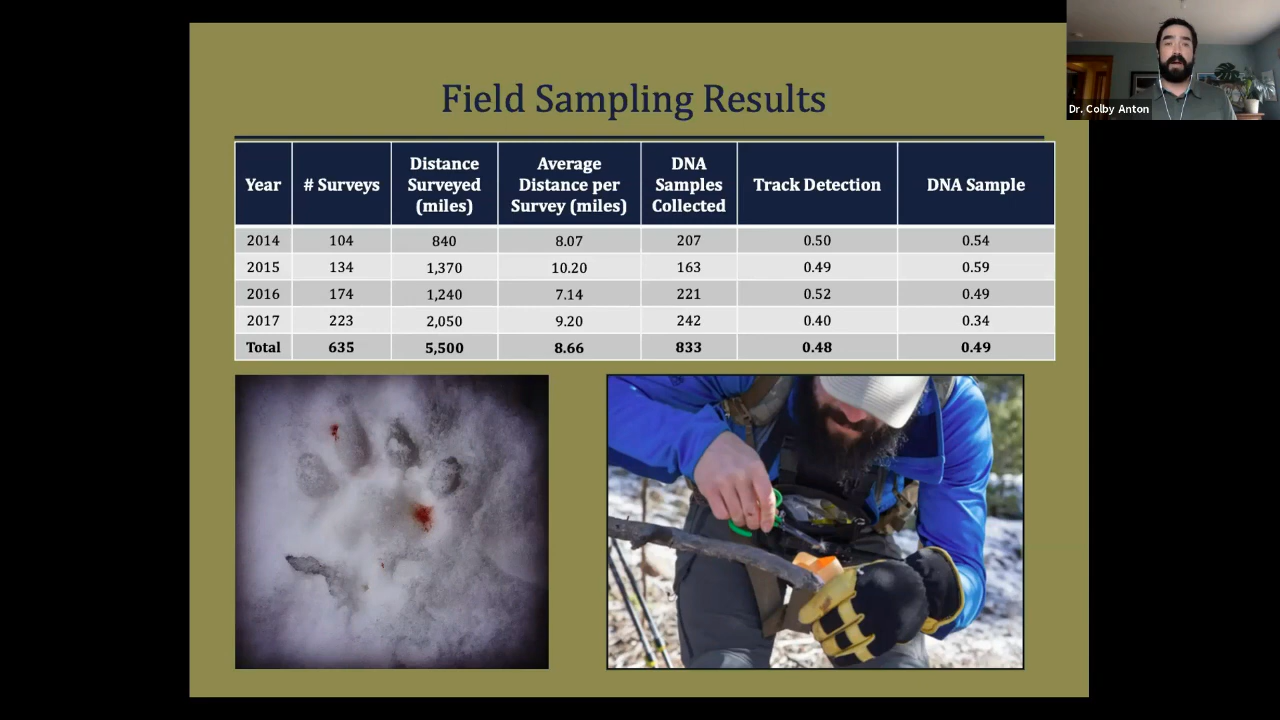 Dr. Colby Anton
Field Sampling Results
Year # Surveys Distance Surveyed (miles) Average Distance per Survey (miles) DNA Samples Collected Track Detection DNA Sample
2014 104 840 8.07 207 0.50 0.54
2015 134 1,370 10.20 163 0.49 0.59
2016 174 1,240 7.14 221 0.52 0.49
2017 223 2,050 9.20 242 0.40 0.34
Total 635 5,500 8.66 833 0.48 0.49